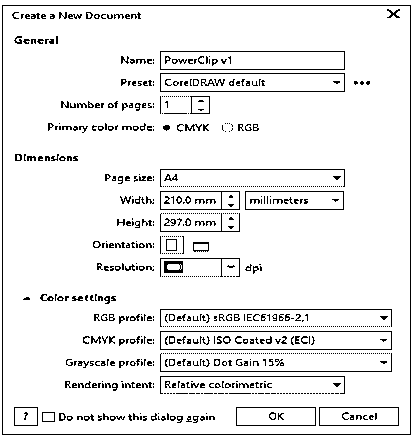 Create a New Document
General
Name: PowerClip v1
Preset: CorelDRAW default
Number of pages: 1
Primary color mode: CMYK RGB
Dimensions
Page size: A4
Width: 210.0 mm millimeters
Height: 297.0 mm
Orientation:
Resolution: dpi
Color settings
RGB profile: (Default) sRGB IEC61966-2,1
CMYK profile: (Default) ISO Coated v2 (ECI)
Grayscale profile: (Default) Dot Gain 15%
Rendering intent: Relative colorimetric
? Do not show this dialog again OK Cancel